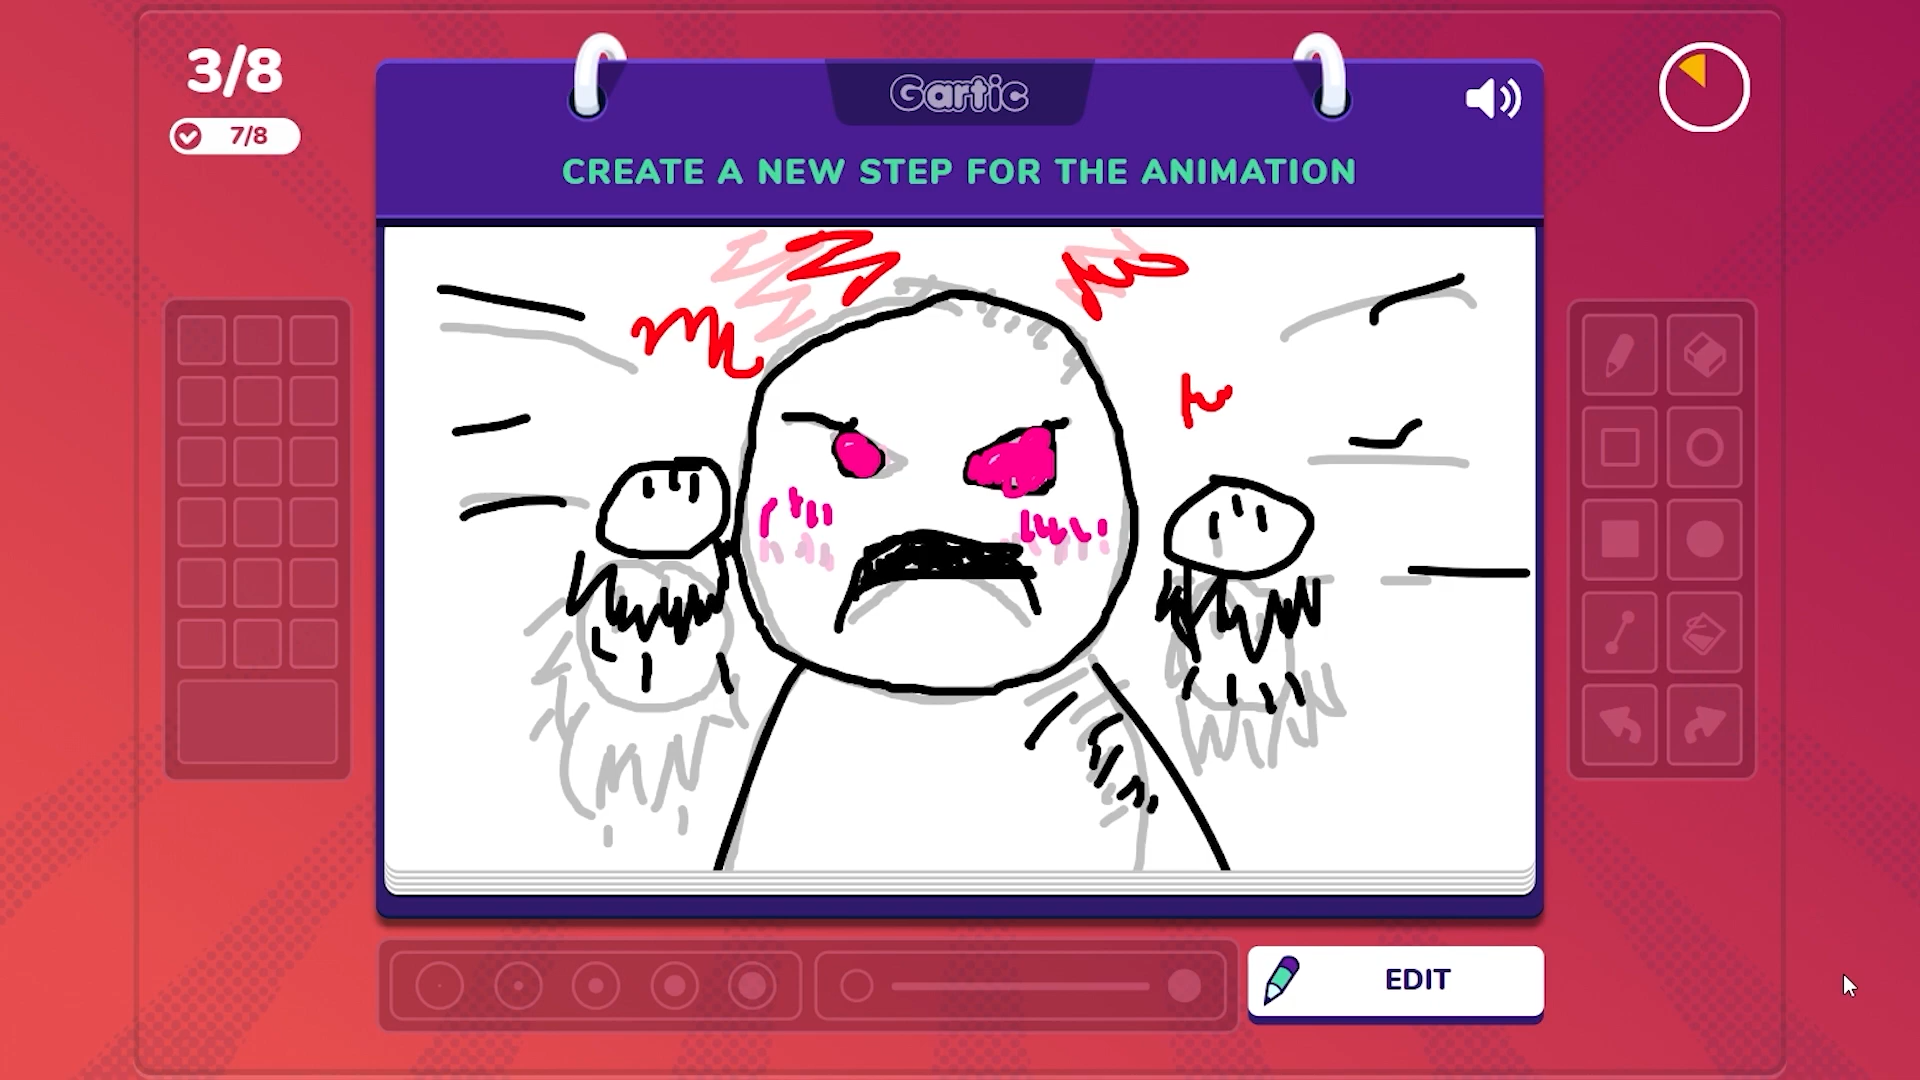 3/8
7/8
Gartic
CREATE A NEW STEP FOR THE ANIMATION
EDIT